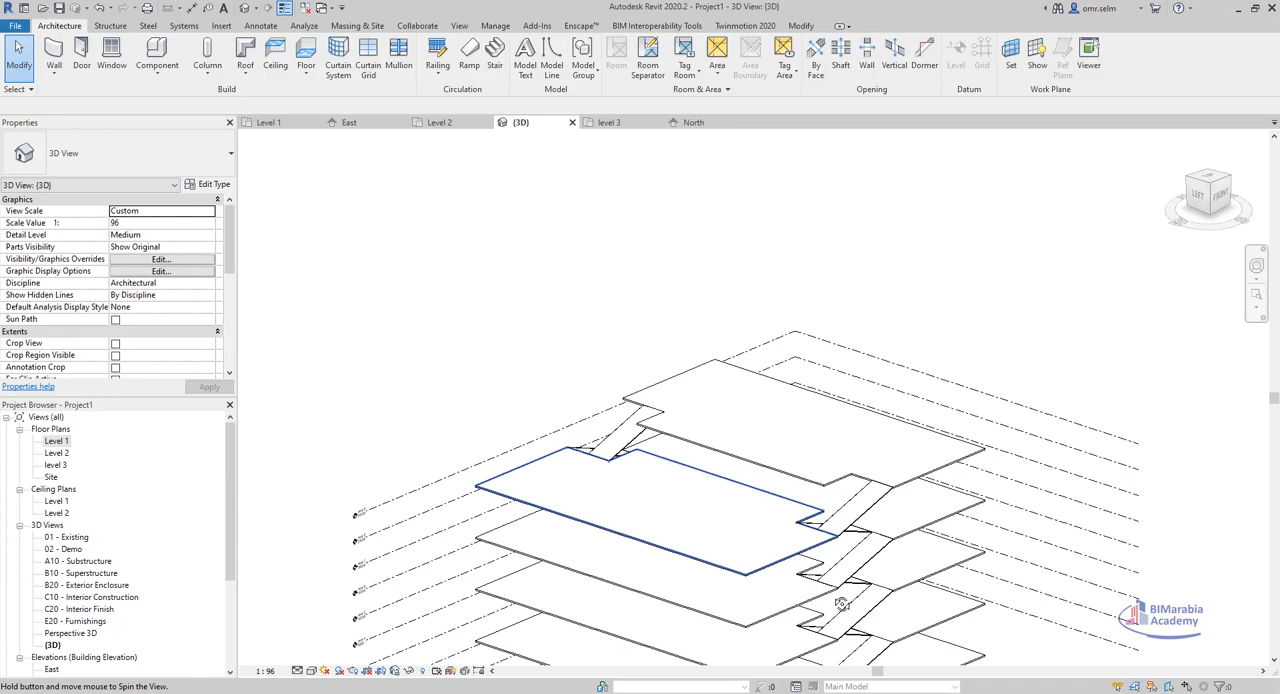 Autodesk Revit 2020.2 - Project1 - 3D View: {3D}
omr.selm
File Architecture Structure Steel Systems Insert Annotate Analyze Massing & Site Collaborate View Manage Add-Ins Enscape™ BIM Interoperability Tools Twinmotion 2020 Modify
Modify Wall Door Window Component Column Roof Ceiling Floor Curtain System Curtain Grid Mullion Railing Ramp Stair Model Text Model Line Model Group Room Room Separator Tag Room Area Area Boundary Tag Area By Face Shaft Wall Vertical Dormer Level Grid Set Show Ref Plane Viewer
Select Build Circulation Model Room & Area Opening Datum Work Plane
Properties
Level 1 East Level 2 {3D} level 3 North
3D View
3D View: {3D} Edit Type
Graphics
View Scale Custom
Scale Value 1: 96
Detail Level Medium
Parts Visibility Show Original
Visibility/Graphics Overrides Edit...
Graphic Display Options Edit...
Discipline Architectural
Show Hidden Lines By Discipline
Default Analysis Display Style None
Sun Path
Extents
Crop View
Crop Region Visible
Annotation Crop
Properties help Apply
Project Browser - Project1
Views (all)
Floor Plans
Level 1
Level 2
level 3
Site
Ceiling Plans
Level 1
Level 2
3D Views
01 - Existing
02 - Demo
A10 - Substructure
B10 - Superstructure
B20 - Exterior Enclosure
C10 - Interior Construction
C20 - Interior Finish
E20 - Furnishings
Perspective 3D
{3D}
Elevations (Building Elevation)
East
LEFT FRONT
BIMarabia
Academy
1 : 96
Hold button and move mouse to Spin the View.
:0 Main Model :0